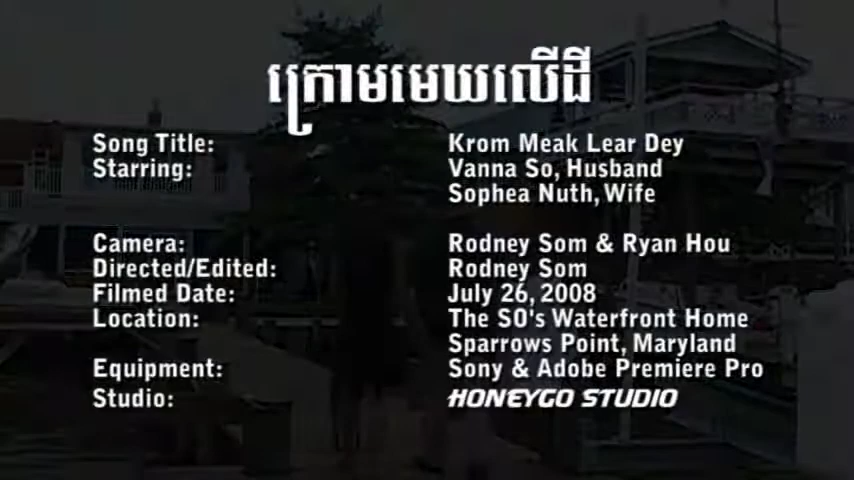 ក្រោមមេឃលើដី
Song Title: Krom Meak Lear Dey
Starring: Vanna So, Husband
Sophea Nuth, Wife
Camera: Rodney Som & Ryan Hou
Directed/Edited: Rodney Som
Filmed Date: July 26, 2008
Location: The SO's Waterfront Home
Sparrows Point, Maryland
Equipment: Sony & Adobe Premiere Pro
Studio: HONEYGO STUDIO